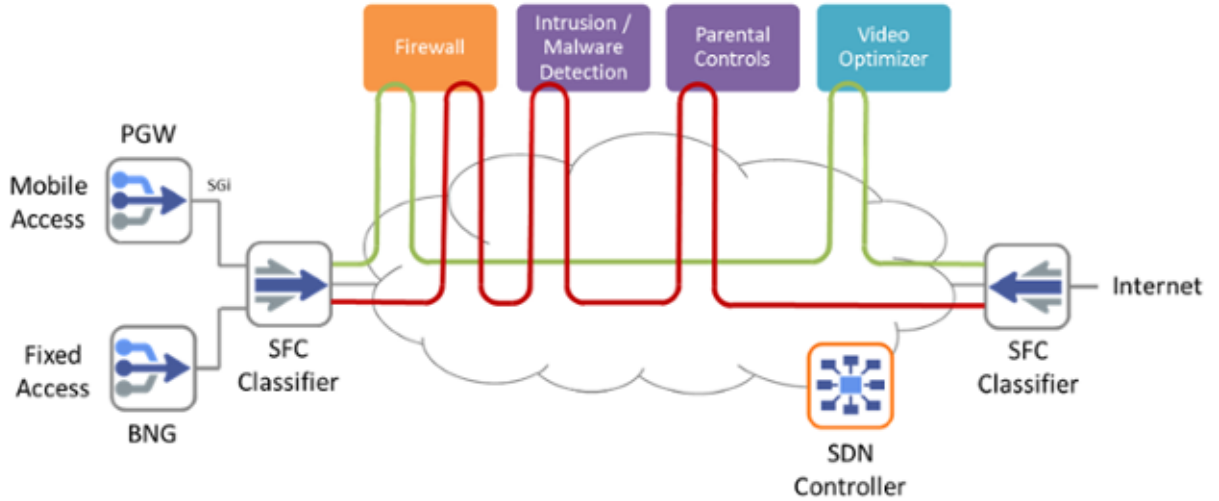 Firewall
Intrusion /
Malware
Detection
Parental
Controls
Video
Optimizer
PGW
Mobile
Access
SGi
SFC
Classifier
Fixed
Access
BNG
Internet
SFC
Classifier
SDN
Controller